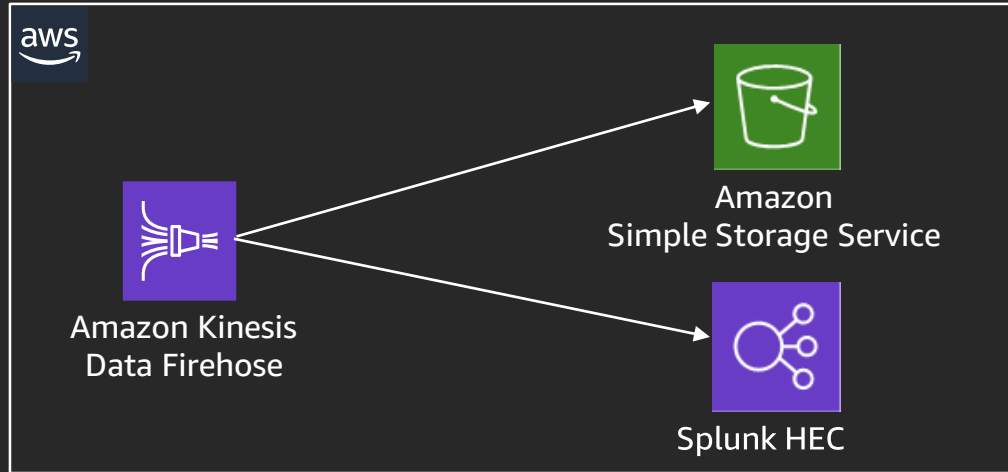 aws
Amazon
Simple Storage Service
Amazon Kinesis
Data Firehose
Splunk HEC